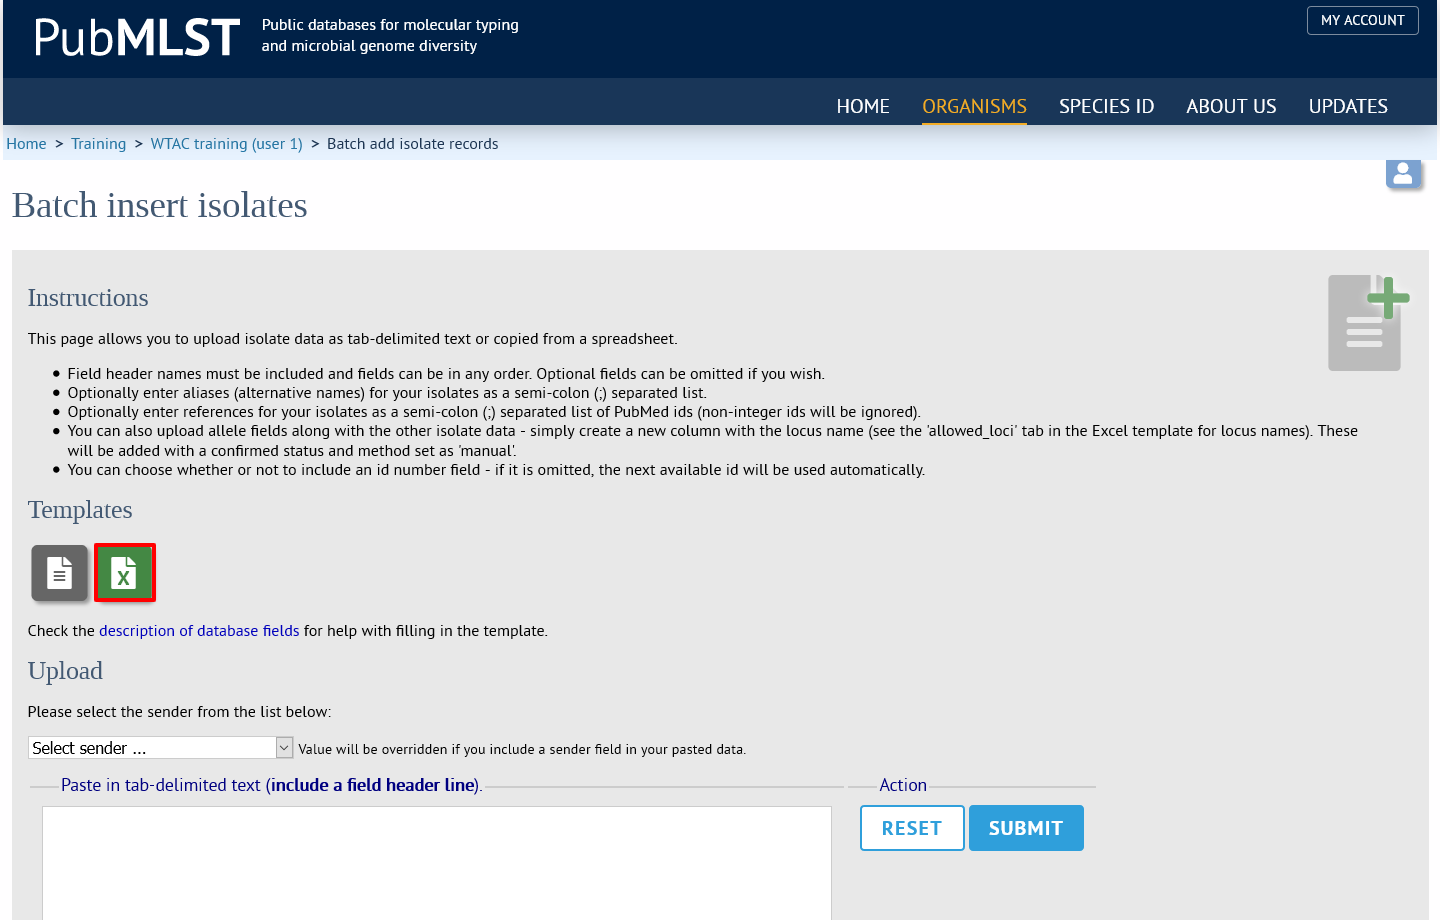 PubMLST
Public databases for molecular typing
and microbial genome diversity
MY ACCOUNT
HOME ORGANISMS SPECIES ID ABOUT US UPDATES
Home > Training > WTAC training (user 1) > Batch add isolate records
Batch insert isolates
Instructions
This page allows you to upload isolate data as tab-delimited text or copied from a spreadsheet.
• Field header names must be included and fields can be in any order. Optional fields can be omitted if you wish.
• Optionally enter aliases (alternative names) for your isolates as a semi-colon (;) separated list.
• Optionally enter references for your isolates as a semi-colon (;) separated list of PubMed ids (non-integer ids will be ignored).
• You can also upload allele fields along with the other isolate data - simply create a new column with the locus name (see the 'allowed_loci' tab in the Excel template for locus names). These
will be added with a confirmed status and method set as 'manual'.
• You can choose whether or not to include an id number field - if it is omitted, the next available id will be used automatically.
Templates
X
Check the description of database fields for help with filling in the template.
Upload
Please select the sender from the list below:
Select sender ... Value will be overridden if you include a sender field in your pasted data.
Paste in tab-delimited text (include a field header line).
Action
RESET SUBMIT